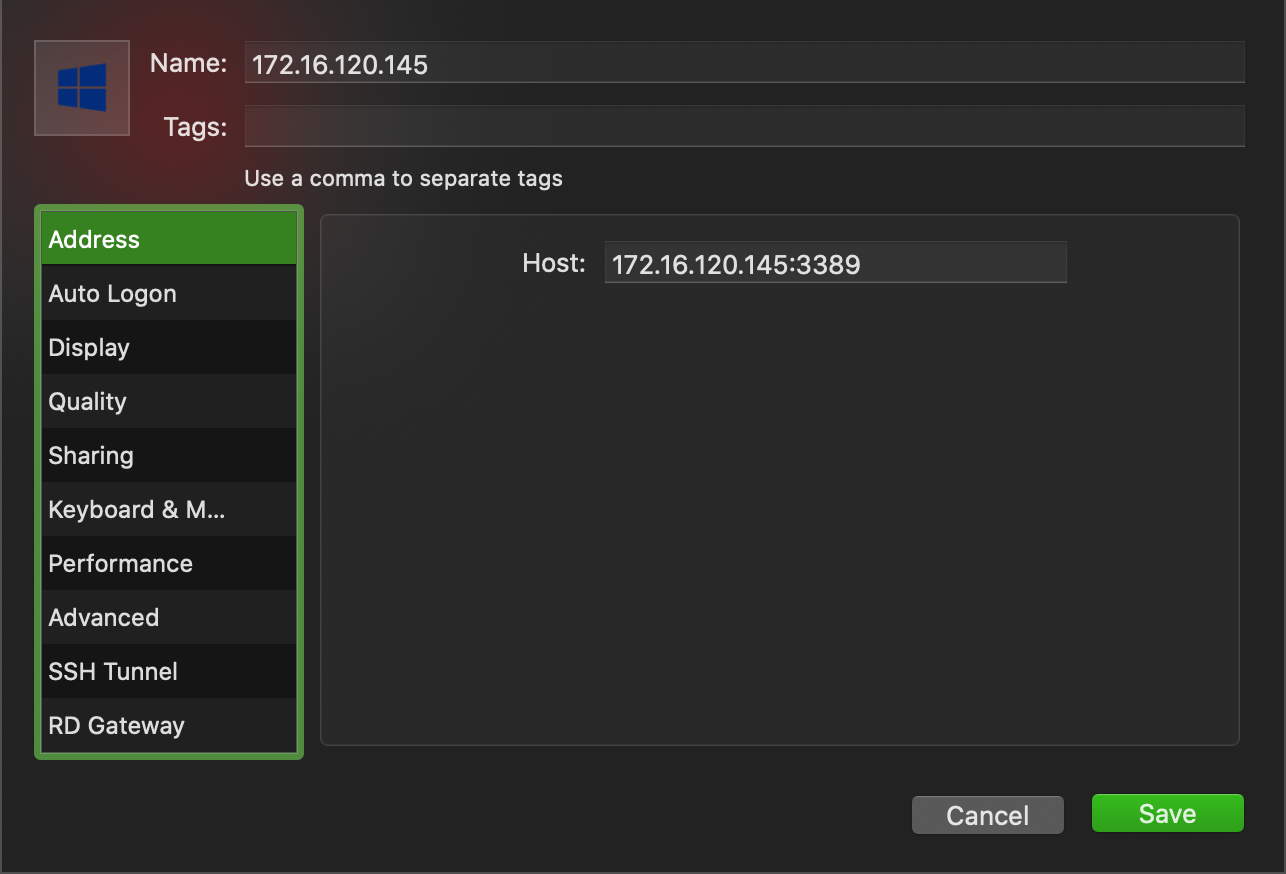 Name: 172.16.120.145
Tags:
Use a comma to separate tags
Address
Auto Logon
Display
Quality
Sharing
Keyboard & M...
Performance
Advanced
SSH Tunnel
RD Gateway
Host: 172.16.120.145:3389
Cancel Save